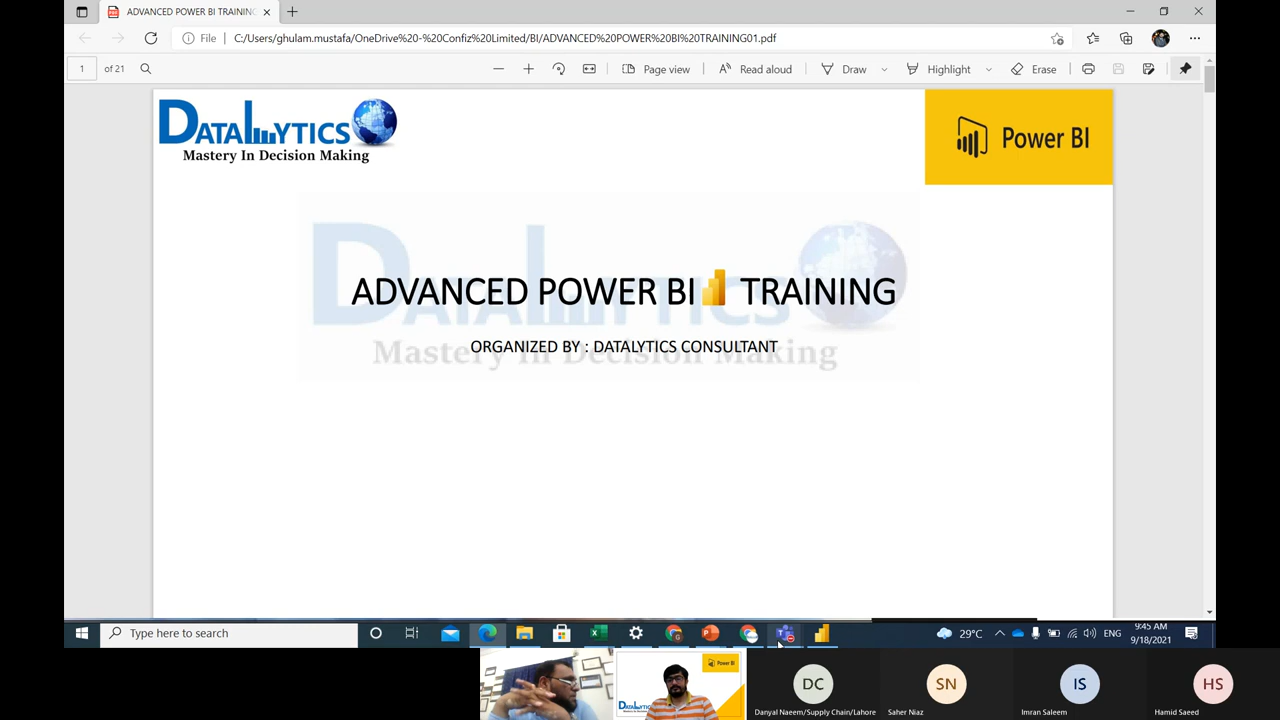 ADVANCED POWER BI TRAINING
File
C:/Users/ghulam.mustafa/OneDrive%20-%20Confiz%20Limited/BI/ADVANCED%20POWER%20BI%20TRAINING01.pdf
1 of 21
Page view
Read aloud
Draw
Highlight
Erase
DATALYTICS
Mastery In Decision Making
Power BI
DATALYTICS
ADVANCED POWER BI TRAINING
ORGANIZED BY : DATALYTICS CONSULTANT
Mastery In Decision Making
Type here to search
29°C
ENG
9:45 AM
9/18/2021
Power BI
DC
SN
IS
HS
Danyal Naeem/Supply Chain/Lahore
Saher Niaz
Imran Saleem
Hamid Saeed